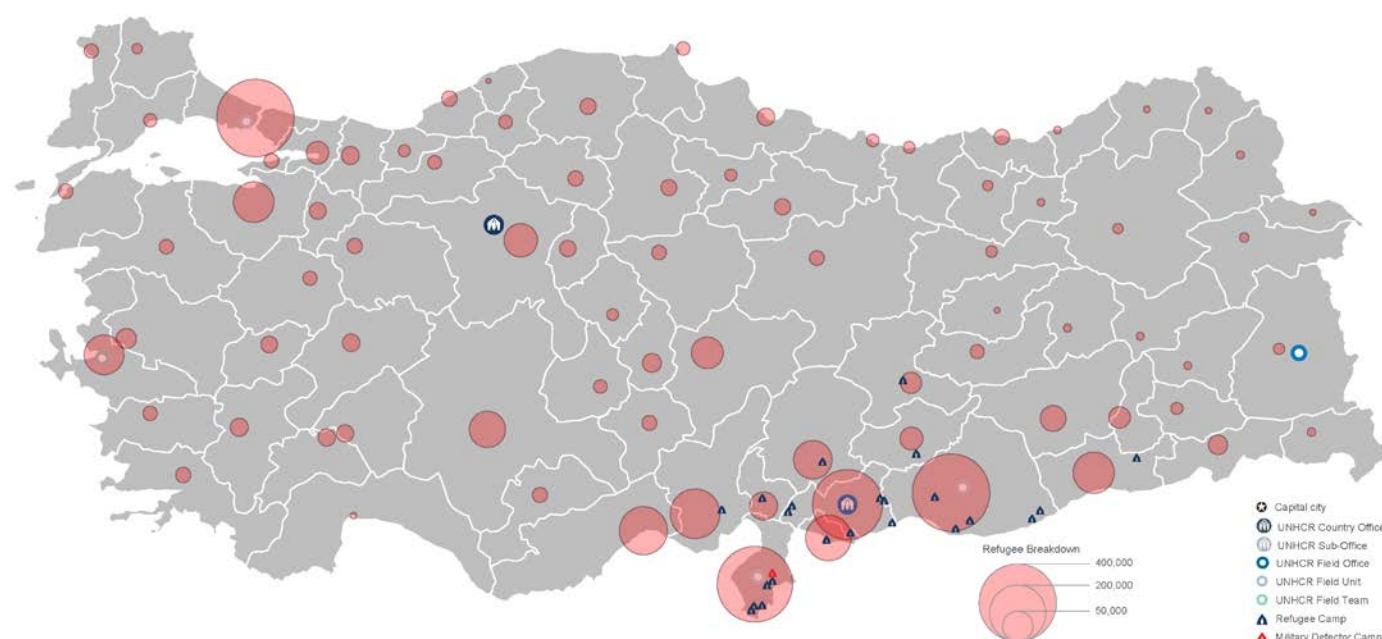 Capital city
UNHCR Country Office
UNHCR Sub-Office
UNHCR Field Office
UNHCR Field Unit
UNHCR Field Team
Refugee Camp
Military Defector Camp
Refugee Breakdown
400,000
200,000
50,000